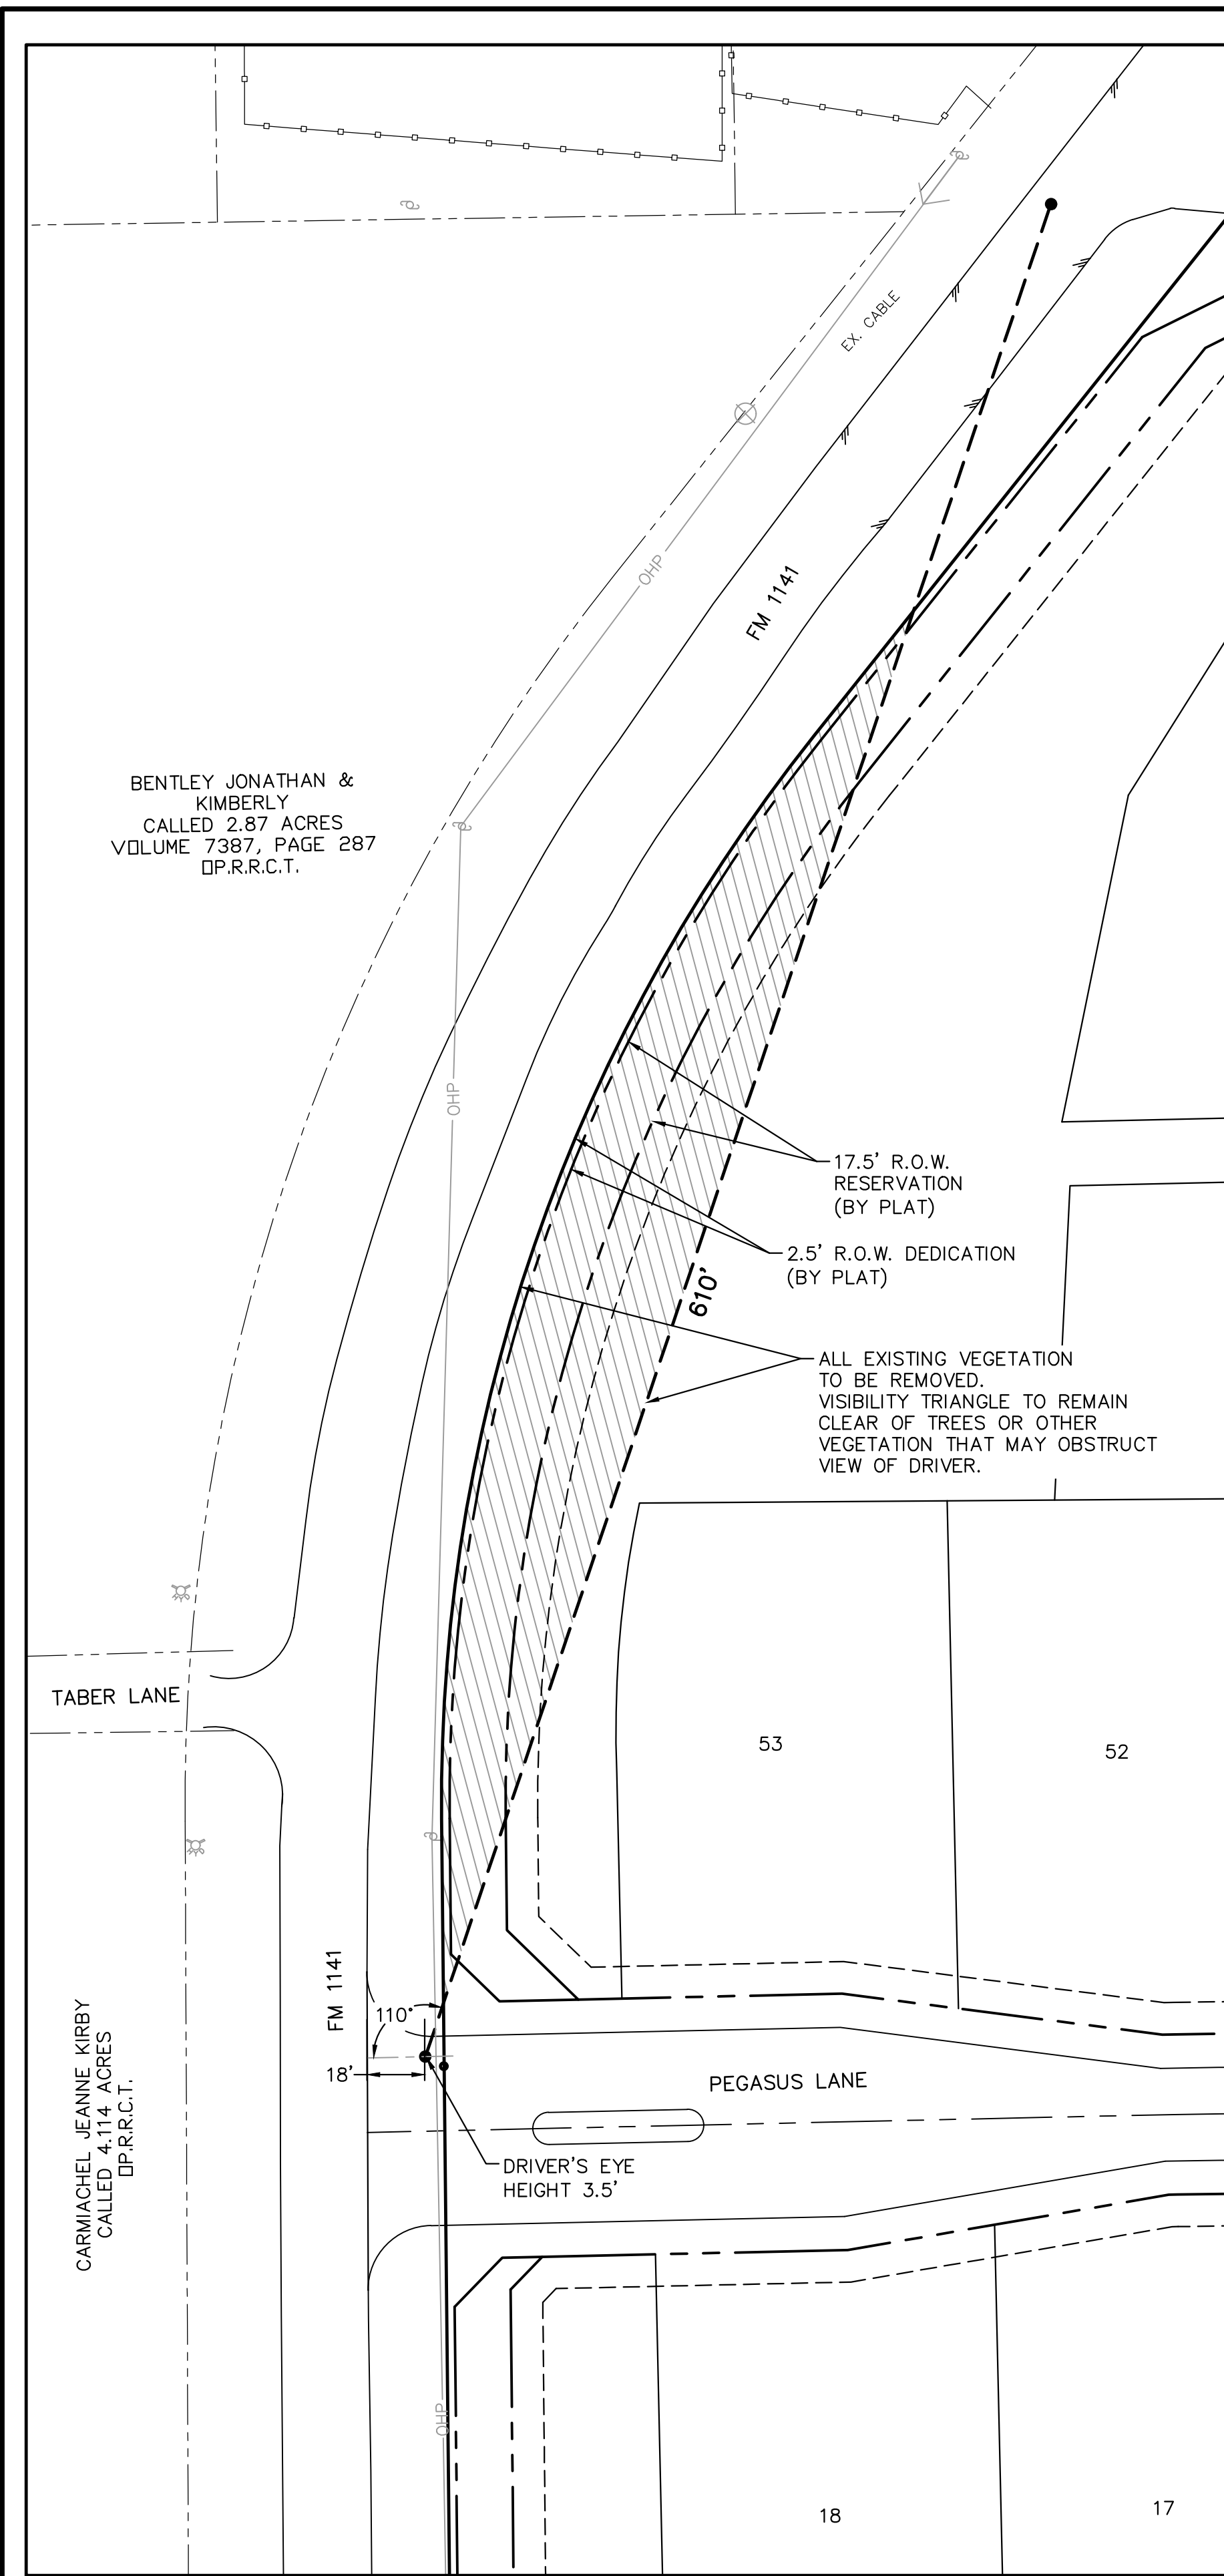 EX. CABLE
OHP
FM 1141
BENTLEY JONATHAN &
KIMBERLY
CALLED 2.87 ACRES
VOLUME 7387, PAGE 287
OP.R.R.C.T.
OHP
17.5' R.O.W.
RESERVATION
(BY PLAT)
2.5' R.O.W. DEDICATION
(BY PLAT)
610'
ALL EXISTING VEGETATION
TO BE REMOVED.
VISIBILITY TRIANGLE TO REMAIN
CLEAR OF TREES OR OTHER
VEGETATION THAT MAY OBSTRUCT
VIEW OF DRIVER.
TABER LANE
53
52
FM 1141
110°
18'
PEGASUS LANE
DRIVER'S EYE
HEIGHT 3.5'
CARMIACHEL JEANNE KIRBY
CALLED 4.114 ACRES
OP.R.R.C.T.
OHP
18
17